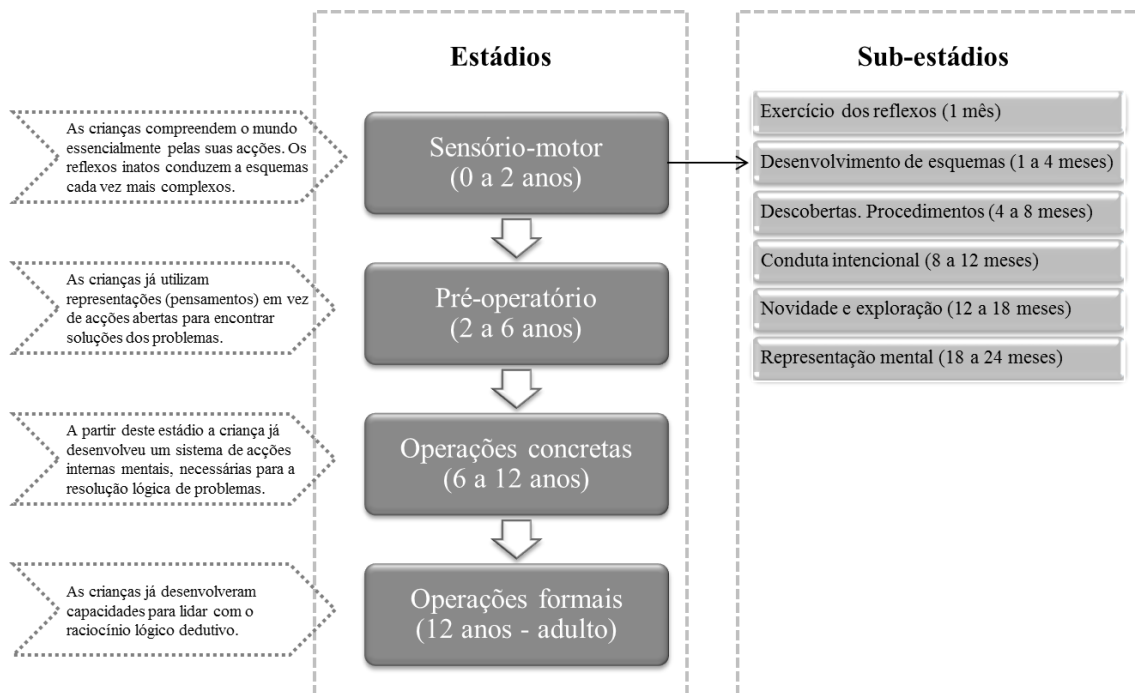 Estádios
Sub-estádios
As crianças compreendem o mundo
essencialmente pelas suas acções. Os
reflexos inatos conduzem a esquemas
cada vez mais complexos.
Sensório-motor
(0 a 2 anos)
Exercício dos reflexos (1 mês)
Desenvolvimento de esquemas (1 a 4 meses)
Descobertas. Procedimentos (4 a 8 meses)
Conduta intencional (8 a 12 meses)
Novidade e exploração (12 a 18 meses)
Representação mental (18 a 24 meses)
As crianças já utilizam
representações (pensamentos) em vez
de acções abertas para encontrar
soluções dos problemas.
Pré-operatório
(2 a 6 anos)
A partir deste estádio a criança já
desenvolveu um sistema de acções
internas mentais, necessárias para a
resolução lógica de problemas.
Operações concretas
(6 a 12 anos)
As crianças já desenvolveram
capacidades para lidar com o
raciocínio lógico dedutivo.
Operações formais
(12 anos - adulto)